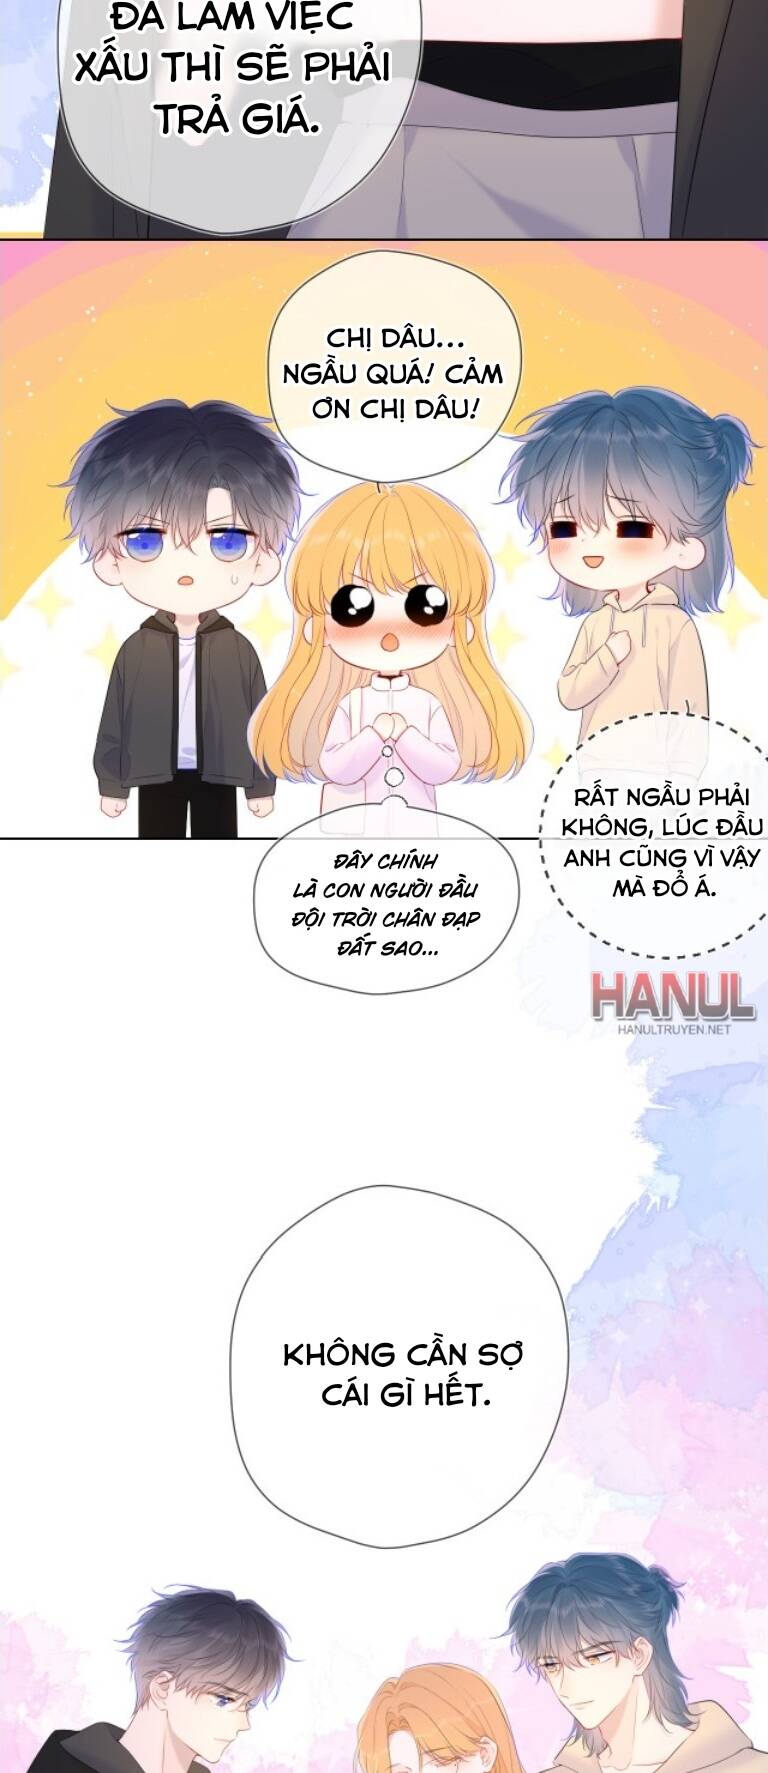 ĐÃ LÀM VIỆC
XẤU THÌ SẼ PHẢI
TRẢ GIÁ.
CHỊ DÂU...
NGẦU QUÁ! CẢM
ƠN CHỊ DÂU!
RẤT NGẦU PHẢI
KHÔNG, LÚC ĐẦU
ANH CŨNG VÌ VẬY
MÀ ĐỔ Á.
ĐÂY CHÍNH
LÀ CON NGƯỜI ĐẦU
ĐỘI TRỜI CHÂN ĐẠP
ĐẤT SAO...
HANUL
HANULTRUYEN.NET
KHÔNG CẦN SỢ
CÁI GÌ HẾT.